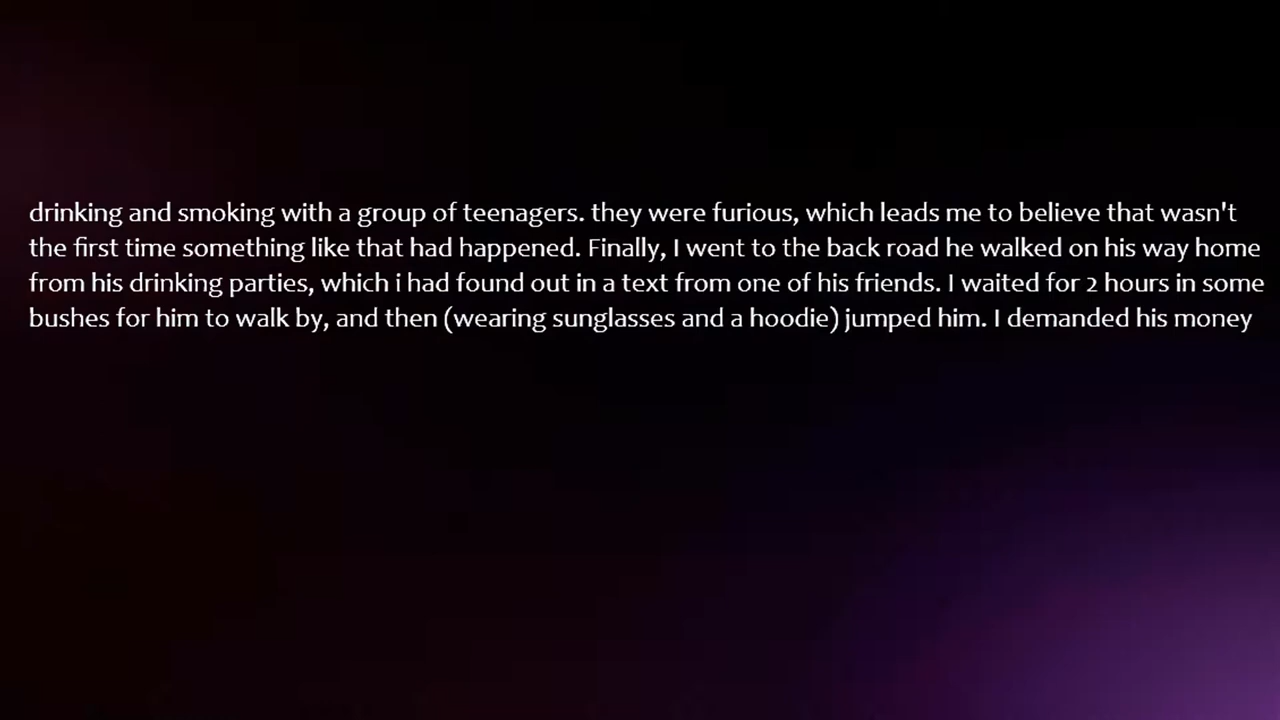 drinking and smoking with a group of teenagers. they were furious, which leads me to believe that wasn't
the first time something like that had happened. Finally, I went to the back road he walked on his way home
from his drinking parties, which i had found out in a text from one of his friends. I waited for 2 hours in some
bushes for him to walk by, and then (wearing sunglasses and a hoodie) jumped him. I demanded his money